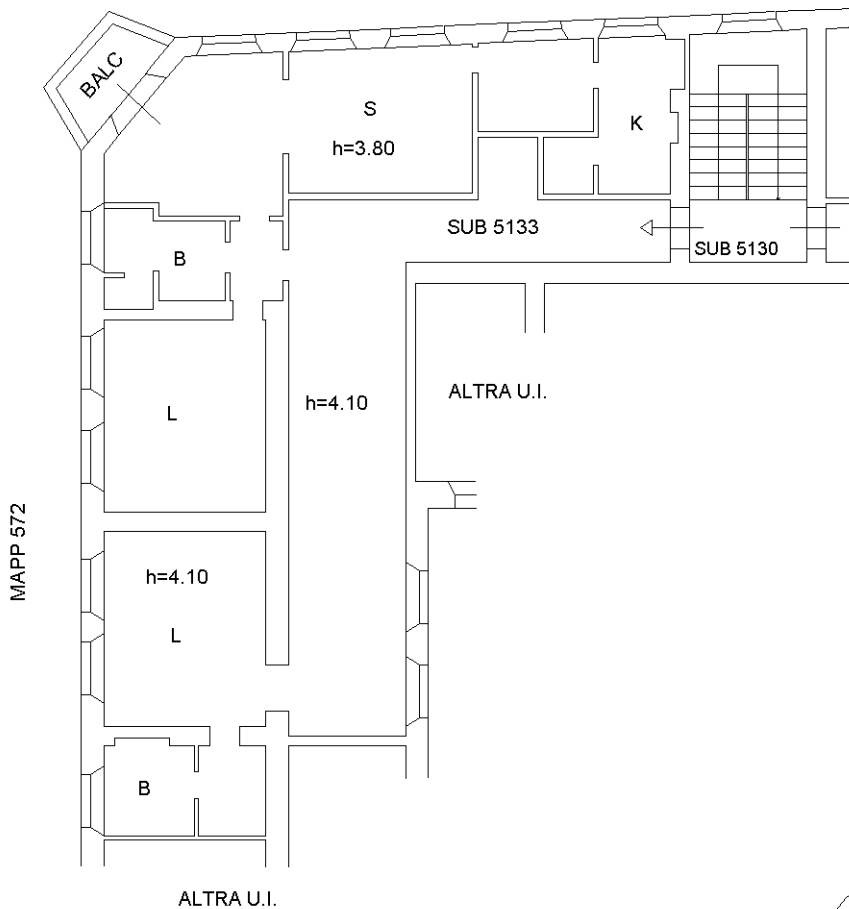 BALC
S
h=3.80
K
SUB 5133
SUB 5130
B
h=4.10
ALTRA U.I.
L
MAPP 572
h=4.10
L
B
ALTRA U.I.